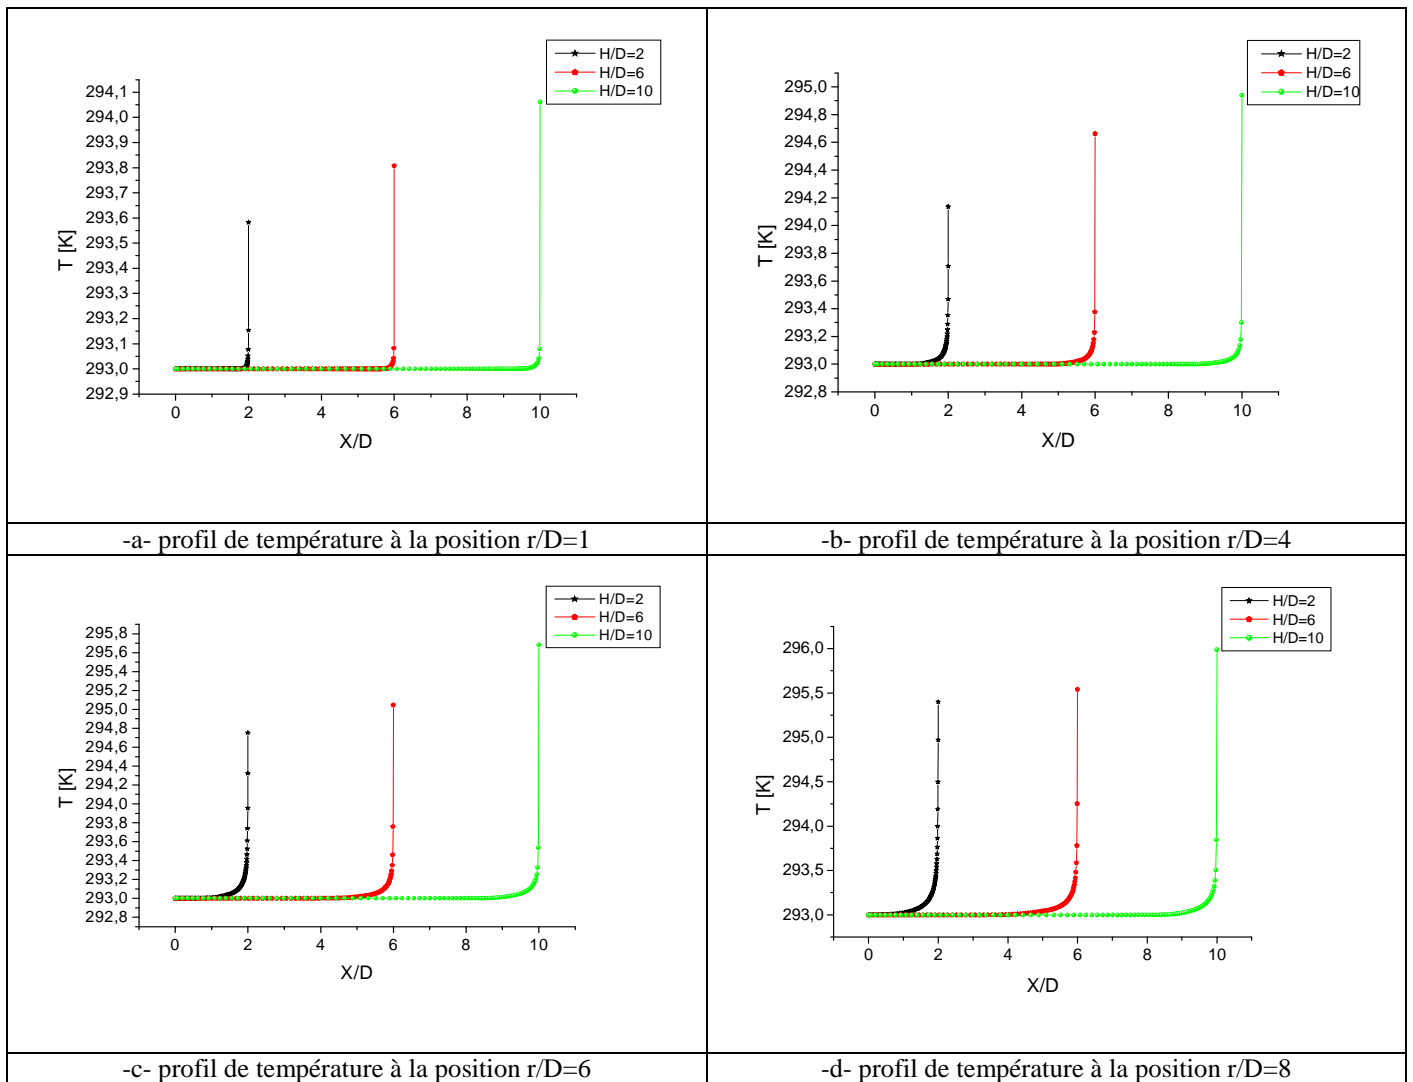 H/D=2
H/D=6
H/D=10
294,1
294,0
293,9
293,8
293,7
293,6
293,5
293,4
293,3
293,2
293,1
293,0
292,9
T [K]
0 2 4 6 8 10
X/D
H/D=2
H/D=6
H/D=10
295,0
294,8
294,6
294,4
294,2
294,0
293,8
293,6
293,4
293,2
293,0
292,8
T [K]
0 2 4 6 8 10
X/D
-a- profil de température à la position r/D=1
-b- profil de température à la position r/D=4
H/D=2
H/D=6
H/D=10
295,8
295,6
295,4
295,2
295,0
294,8
294,6
294,4
294,2
294,0
293,8
293,6
293,4
293,2
293,0
292,8
T [K]
0 2 4 6 8 10
X/D
H/D=2
H/D=6
H/D=10
296,0
295,5
295,0
294,5
294,0
293,5
293,0
T [K]
0 2 4 6 8 10
X/D
-c- profil de température à la position r/D=6
-d- profil de température à la position r/D=8